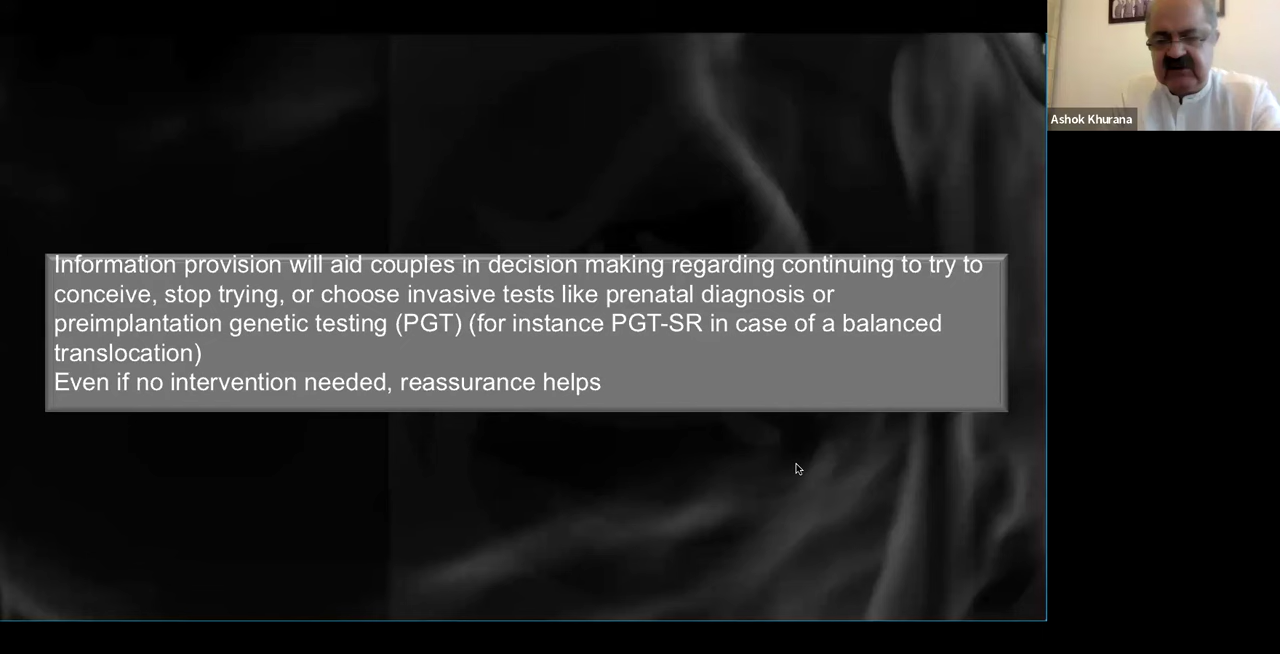 Information provision will aid couples in decision making regarding continuing to try to
conceive, stop trying, or choose invasive tests like prenatal diagnosis or
preimplantation genetic testing (PGT) (for instance PGT-SR in case of a balanced
translocation)
Even if no intervention needed, reassurance helps
Ashok Khurana